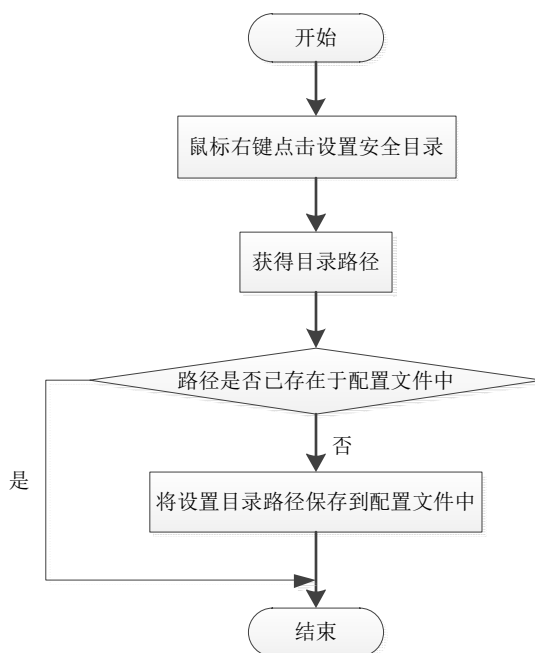 开始
鼠标右键点击设置安全目录
获得目录路径
路径是否已存在于配置文件中
否
是
将设置目录路径保存到配置文件中
结束